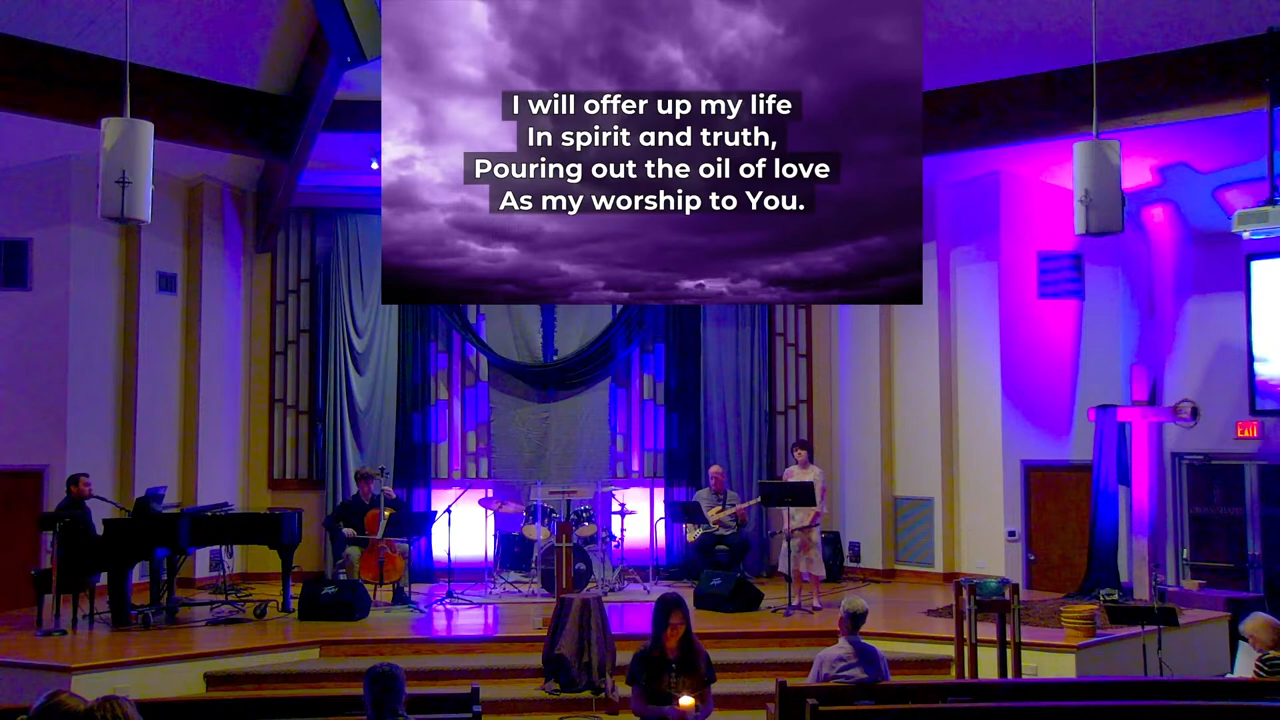 I will offer up my life
In spirit and truth,
Pouring out the oil of love
As my worship to You.
EXIT